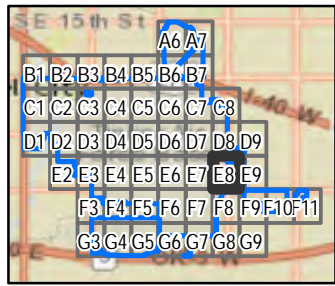 SE 15th St
A6 A7
B1 B2 B3 B4 B5 B6 B7
I-40 W
C1 C2 C3 C4 C5 C6 C7 C8
D1 D2 D3 D4 D5 D6 D7 D8 D9
E2 E3 E4 E5 E6 E7 E8 E9
F3 F4 F5 F6 F7 F8 F9 F10 F11
G3 G4 G5 G6 G7 G8 G9